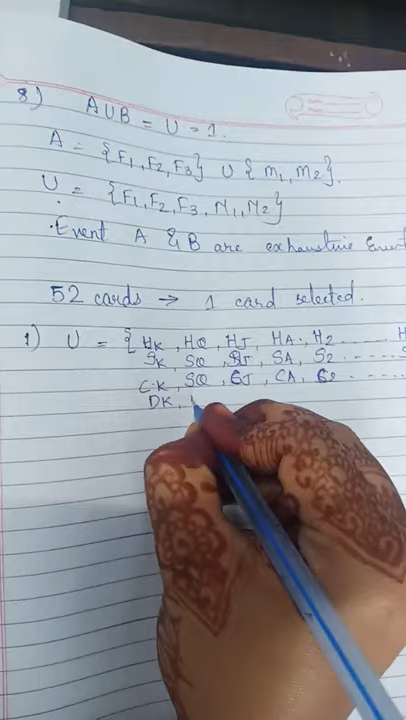 8) A∪B = U = 1.
A = {F1, F2, F3} ∪ {m1, m2}.
U = {F1, F2, F3, M1, M2}
.Event A & B are exhaustive Event
52 cards → 1 card selected.
1) U = { HK, HQ, HJ, HA, H2 ..... H
SK, SQ, SJ, SA, S2 .....S
CK, SQ, CJ, CA, C2 .....
DK,